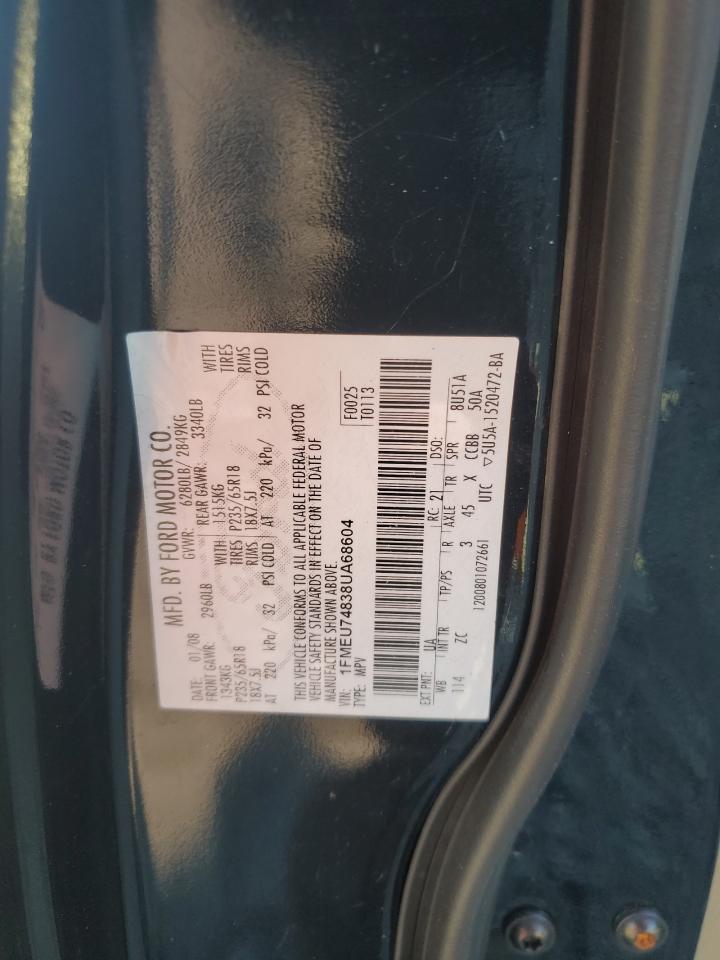 MFD. BY FORD MOTOR CO.
DATE: 01/08 GVWR: 6280LB/ 2849KG
FRONT GAWR: 2960LB REAR GAWR: 3340LB
1343KG WITH 1515KG WITH
P235/65R18 TIRES P235/65R18 TIRES
18X7.5J RIMS 18X7.5J RIMS
AT 220 kPa/ 32 PSI COLD AT 220 kPa/ 32 PSI COLD
THIS VEHICLE CONFORMS TO ALL APPLICABLE FEDERAL MOTOR
VEHICLE SAFETY STANDARDS IN EFFECT ON THE DATE OF
MANUFACTURE SHOWN ABOVE.
VIN: 1FMEU74838UA68604 F0025
TYPE: MPV T0113
EXT PNT: UA RC: 21 DSO:
WB INT TR TP/PS R AXLE TR SPR 8U51A
114 ZC 3 45 X CCBB 50A
1200801072661 UTC ▽5U5A-1520472-BA